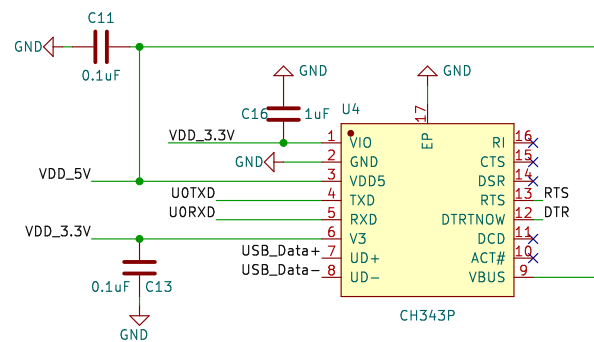 C11
GND
0.1uF
GND
GND
C16
1uF
U4
17
EP
VDD_3.3V
1
VIO
RI
16
GND
2
GND
CTS
15
VDD_5V
3
VDD5
DSR
14
U0TXD
4
TXD
RTS
13
RTS
U0RXD
5
RXD
DTRTNOW
12
DTR
VDD_3.3V
6
V3
DCD
11
USB_Data+
7
UD+
ACT#
10
USB_Data-
8
UD-
VBUS
9
0.1uF
C13
CH343P
GND